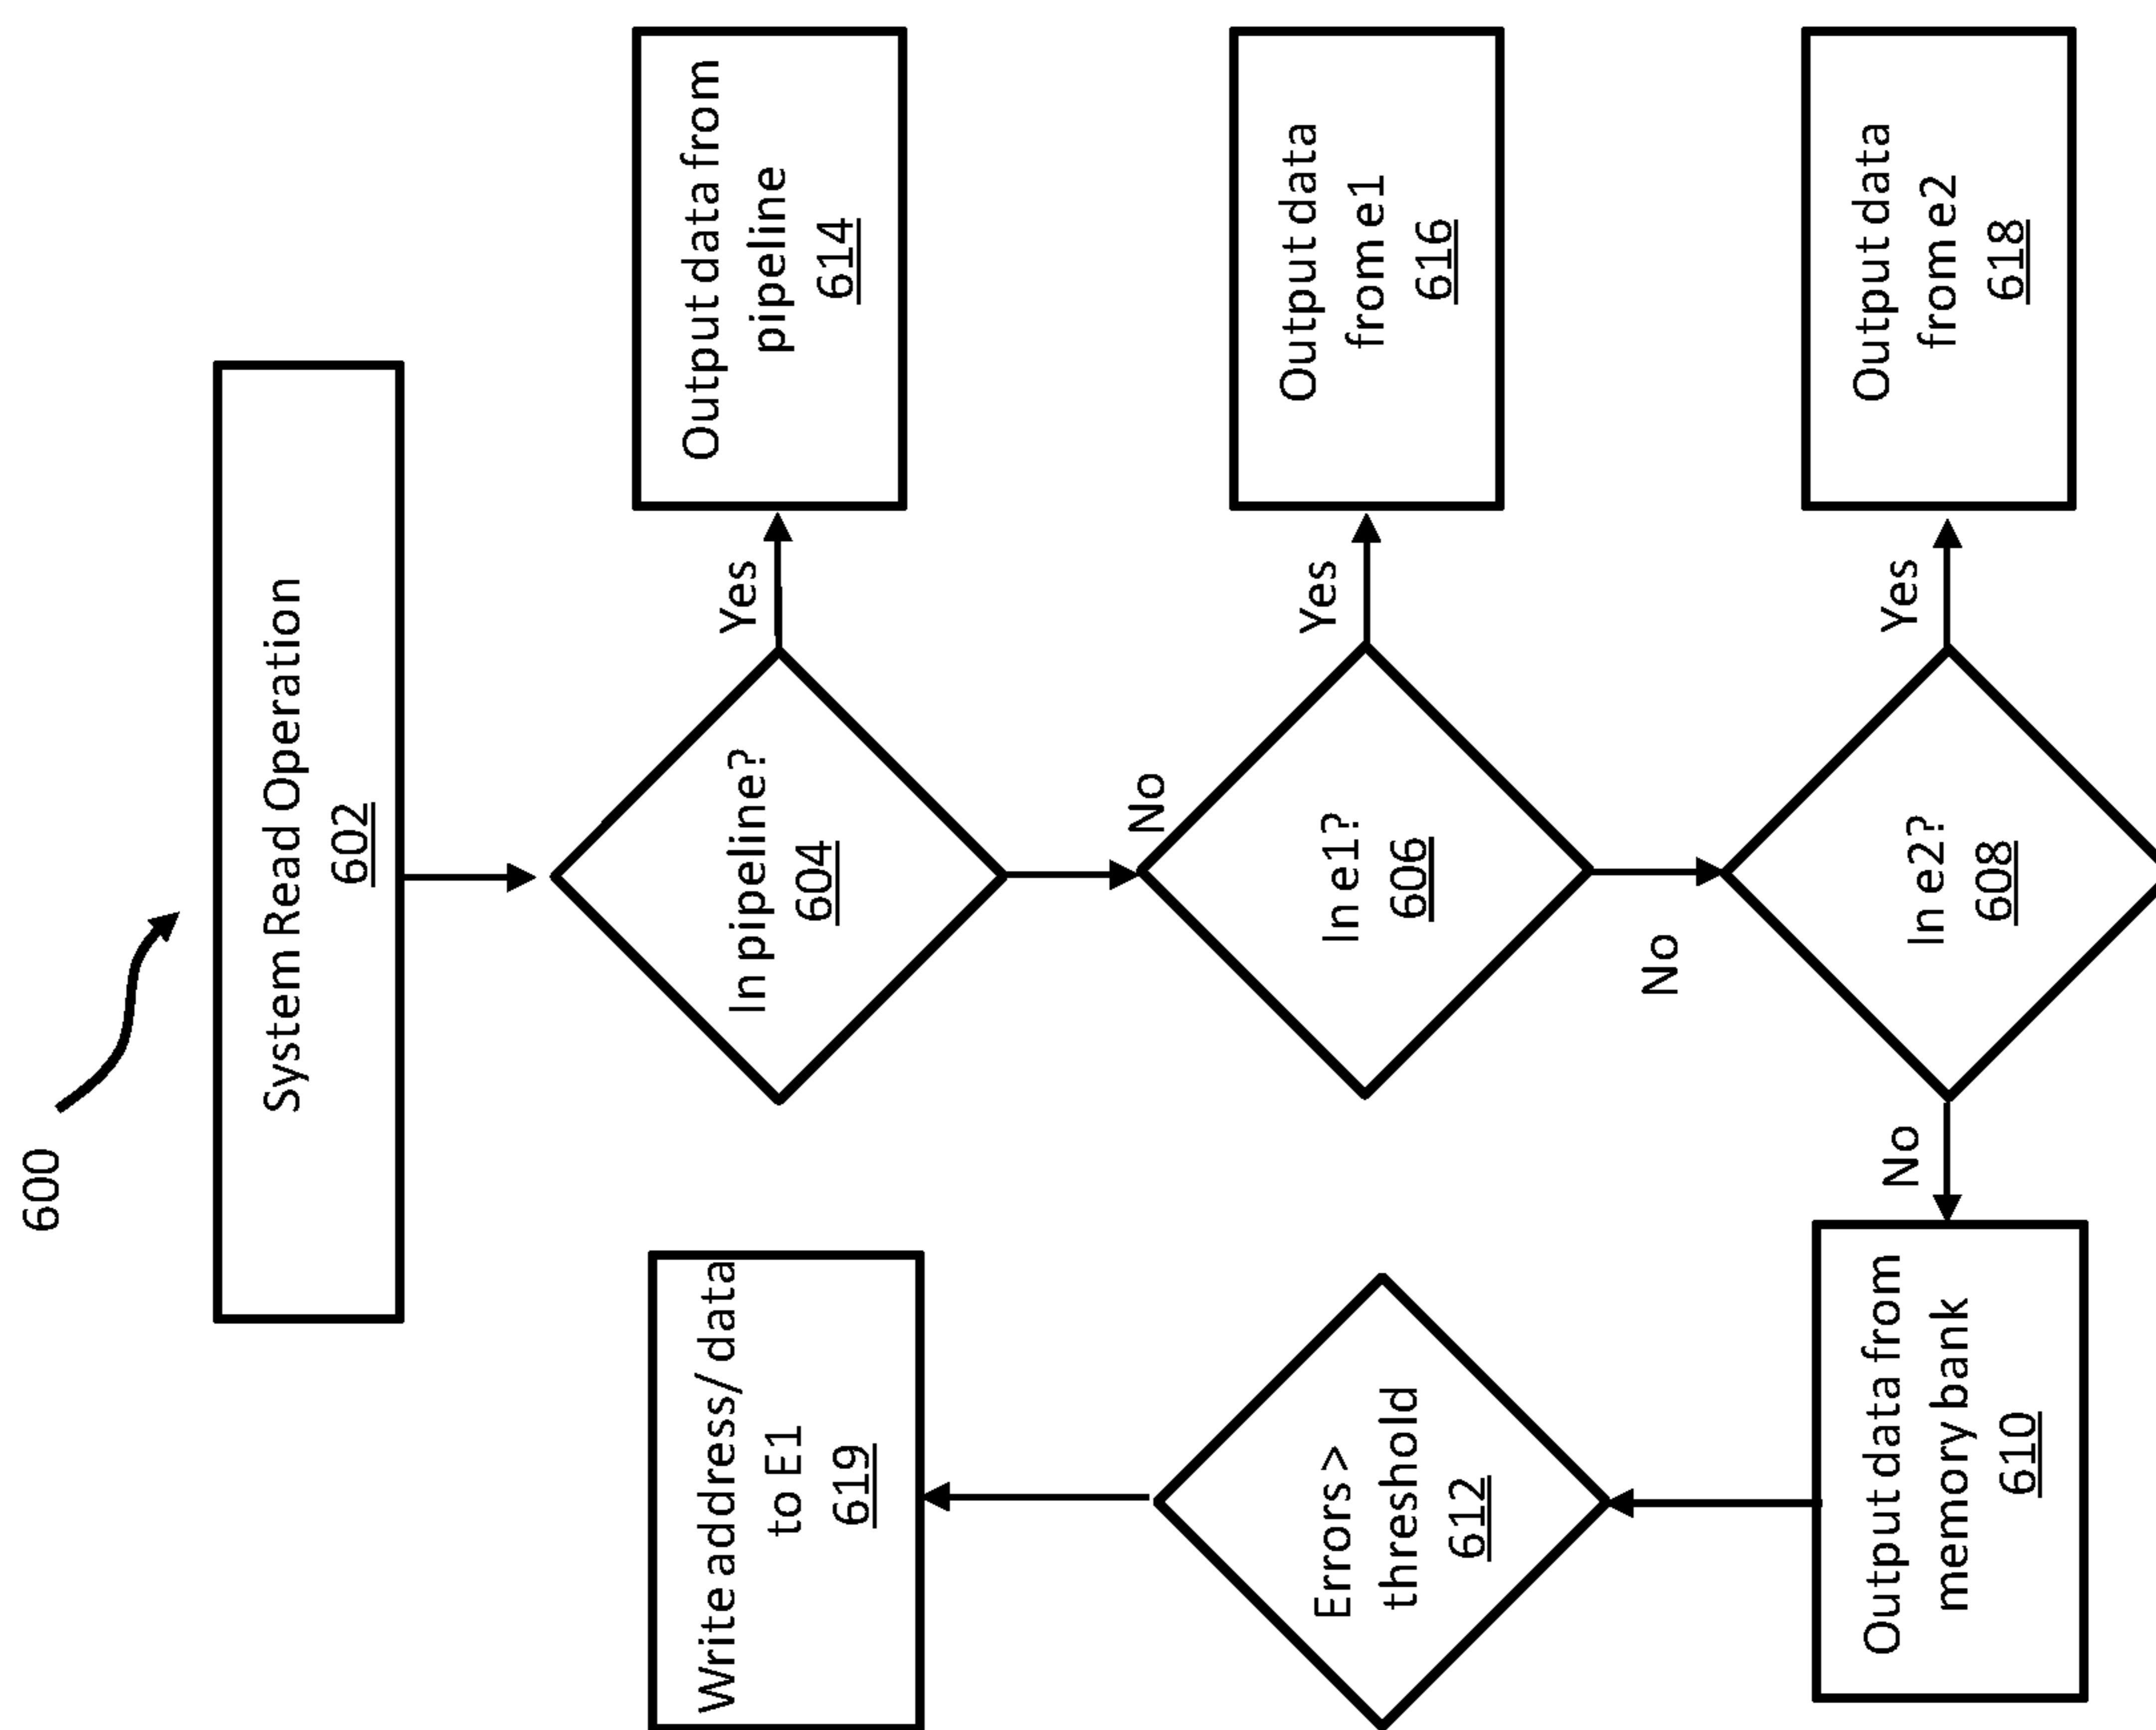 600
System Read Operation
602
In pipeline?
604
Yes
Output data from
pipeline
614
No
In e1?
606
Yes
Output data
from e1
616
No
In e2?
608
Yes
Output data
from e2
618
No
Output data from
memory bank
610
Errors >
threshold
612
Write address/ data
to E1
619